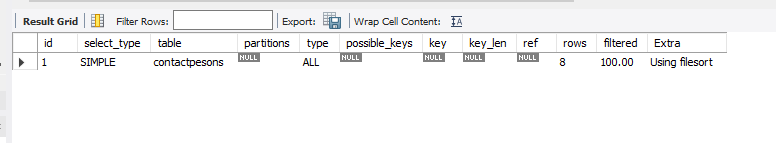 Result Grid Filter Rows: Export: Wrap Cell Content:
id select_type table partitions type possible_keys key key_len ref rows filtered Extra
1 SIMPLE contactpesons NULL ALL NULL NULL NULL NULL 8 100.00 Using filesort